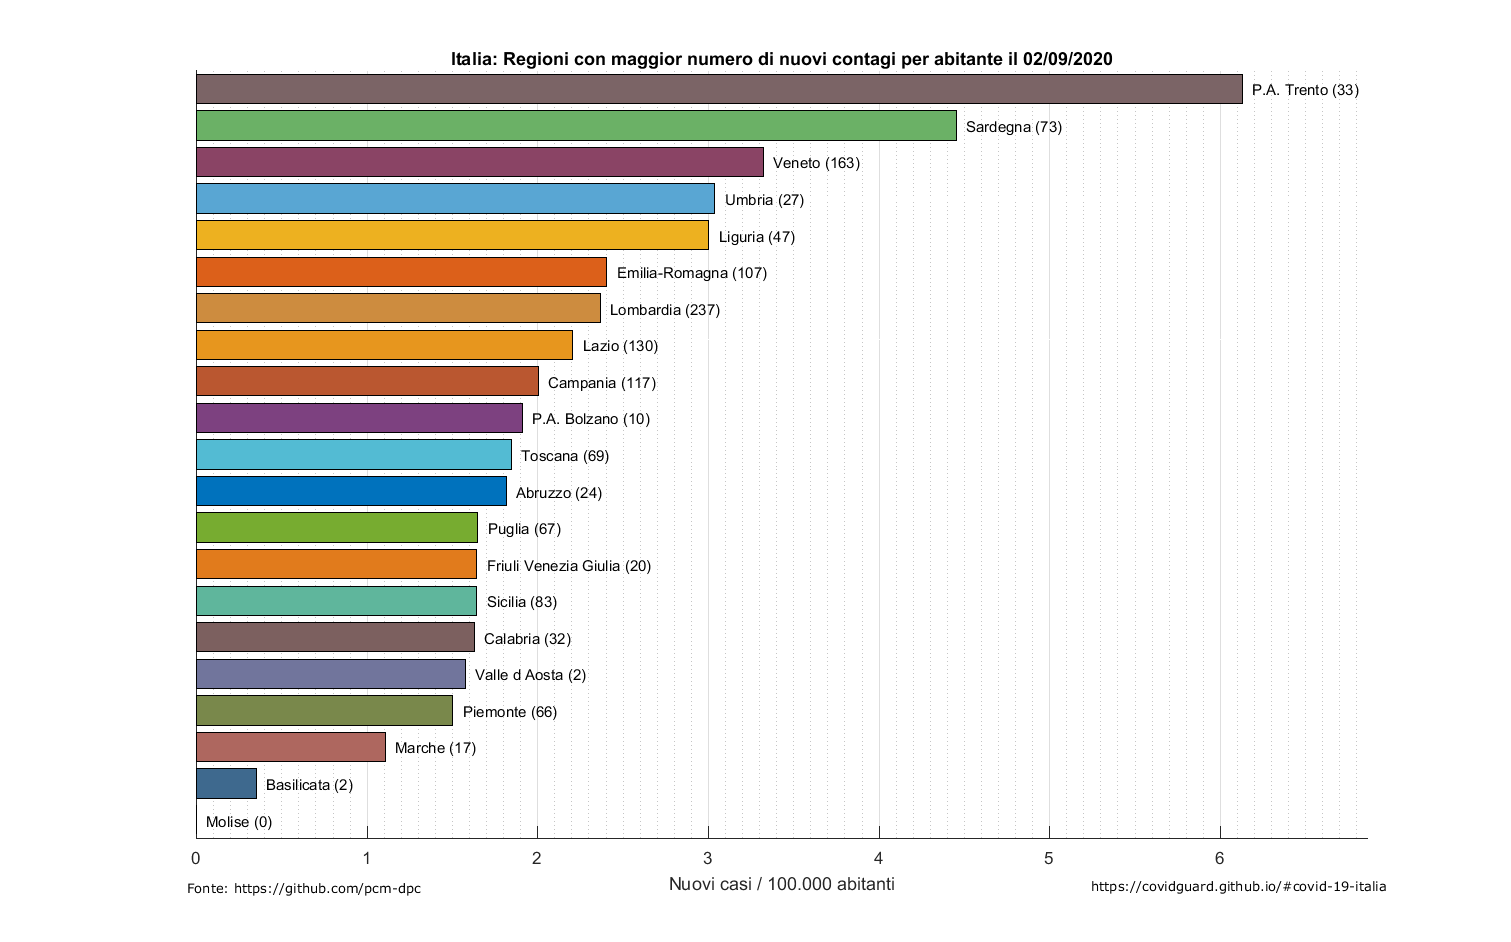 Italia: Regioni con maggior numero di nuovi contagi per abitante il 02/09/2020
P.A. Trento (33)
Sardegna (73)
Veneto (163)
Umbria (27)
Liguria (47)
Emilia-Romagna (107)
Lombardia (237)
Lazio (130)
Campania (117)
P.A. Bolzano (10)
Toscana (69)
Abruzzo (24)
Puglia (67)
Friuli Venezia Giulia (20)
Sicilia (83)
Calabria (32)
Valle d Aosta (2)
Piemonte (66)
Marche (17)
Basilicata (2)
Molise (0)
0 1 2 3 4 5 6
Nuovi casi / 100.000 abitanti
Fonte: https://github.com/pcm-dpc
https://covidguard.github.io/#covid-19-italia